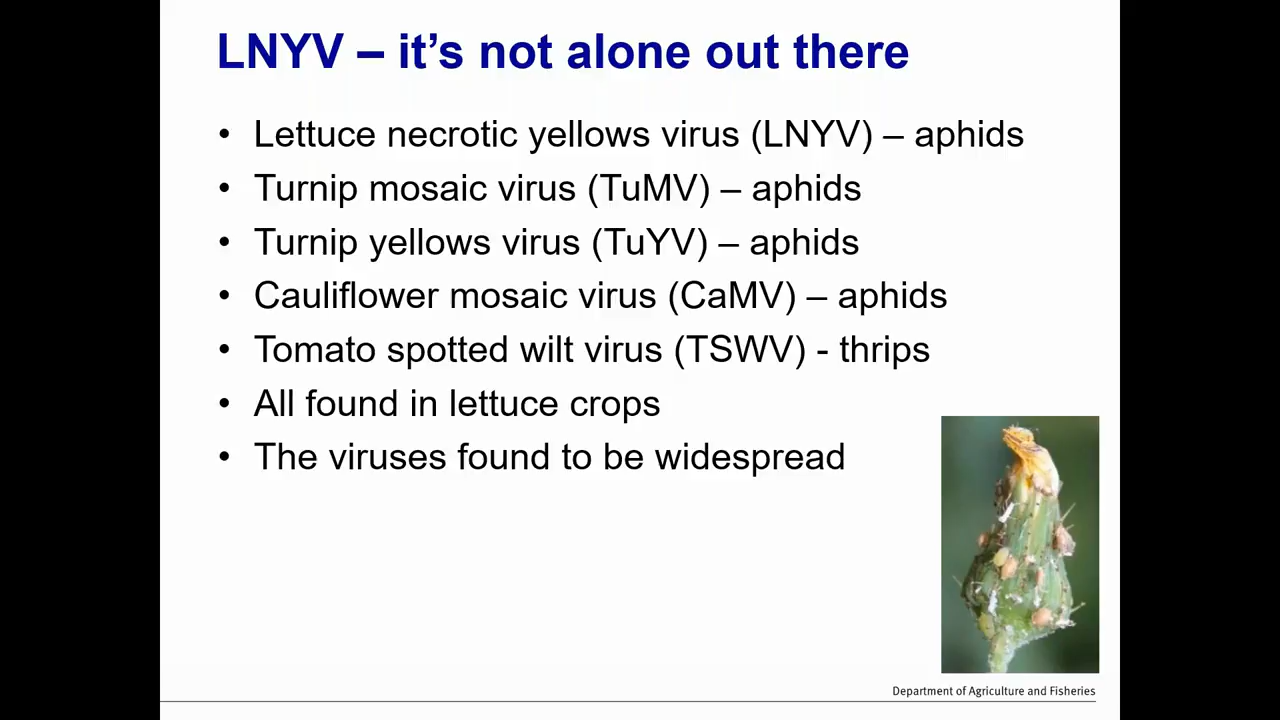 LNYV – it’s not alone out there
• Lettuce necrotic yellows virus (LNYV) – aphids
• Turnip mosaic virus (TuMV) – aphids
• Turnip yellows virus (TuYV) – aphids
• Cauliflower mosaic virus (CaMV) – aphids
• Tomato spotted wilt virus (TSWV) - thrips
• All found in lettuce crops
• The viruses found to be widespread
Department of Agriculture and Fisheries